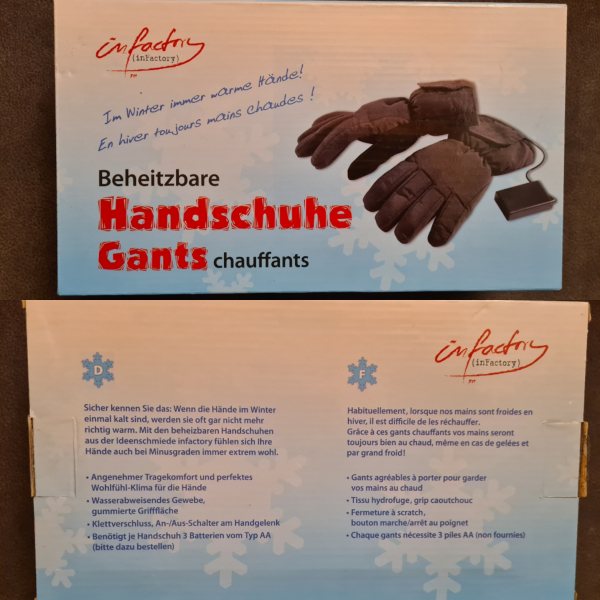 infactory
(inFactory)
Im Winter immer warme Hände!
En hiver toujours mains chaudes !
Beheitzbare
Handschuhe
Gants chauffants
infactory
(inFactory)
D
F
Sicher kennen Sie das: Wenn die Hände im Winter
einmal kalt sind, werden sie oft gar nicht mehr
richtig warm. Mit den beheizbaren Handschuhen
aus der Ideenschmiede infactory fühlen sich Ihre
Hände auch bei Minusgraden immer extrem wohl.
• Angenehmer Tragekomfort und perfektes
Wohlfühl-Klima für die Hände
• Wasserabweisendes Gewebe,
gummierte Grifffläche
• Klettverschluss, An-/Aus-Schalter am Handgelenk
• Benötigt je Handschuh 3 Batterien vom Typ AA
(bitte dazu bestellen)
Habituellement, lorsque nos mains sont froides en
hiver, il est difficile de les réchauffer.
Grâce à ces gants chauffants vos mains seront
toujours bien au chaud, même en cas de gelées et
par grand froid!
• Gants agréables à porter pour garder
vos mains au chaud
• Tissu hydrofuge, grip caoutchouc
• Fermeture à scratch,
bouton marche/arrêt au poignet
• Chaque gants nécessite 3 piles AA (non fournies)